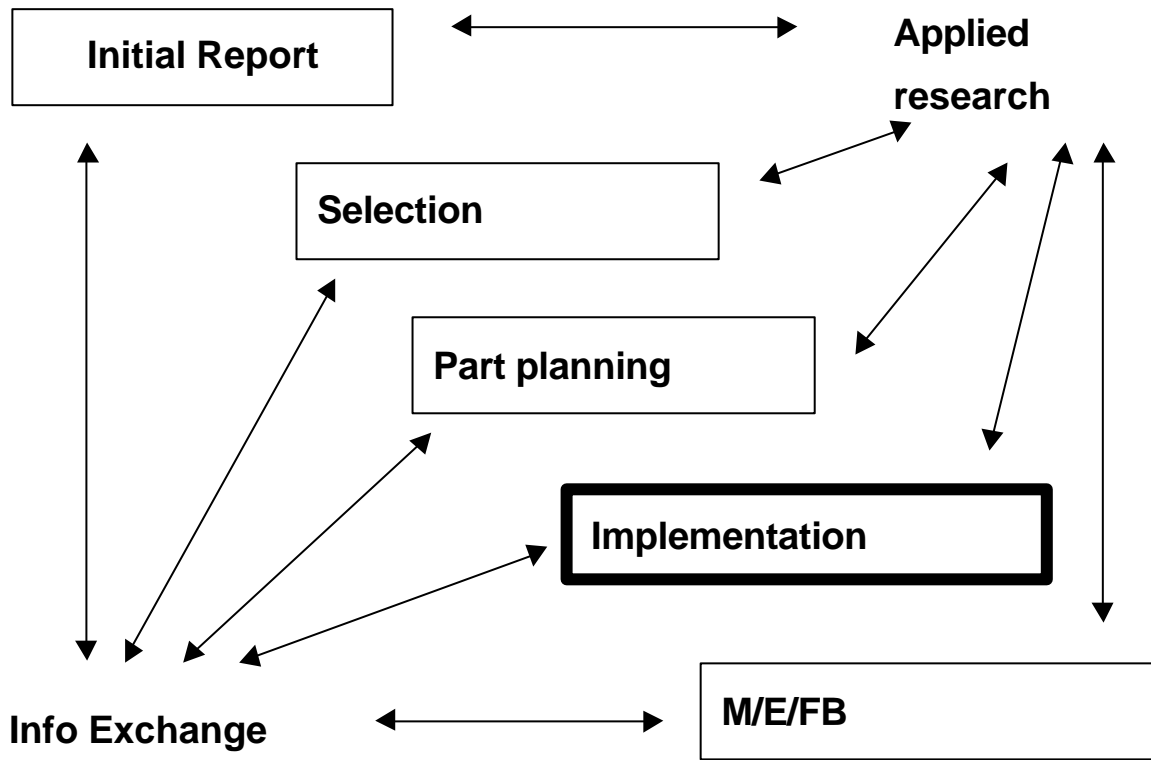 Initial Report
Applied
research
Selection
Part planning
Implementation
M/E/FB
Info Exchange